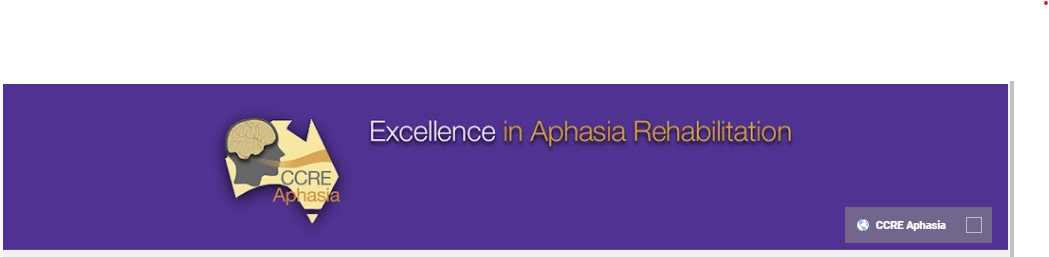 Excellence in Aphasia Rehabilitation
CCRE
Aphasia
CCRE Aphasia